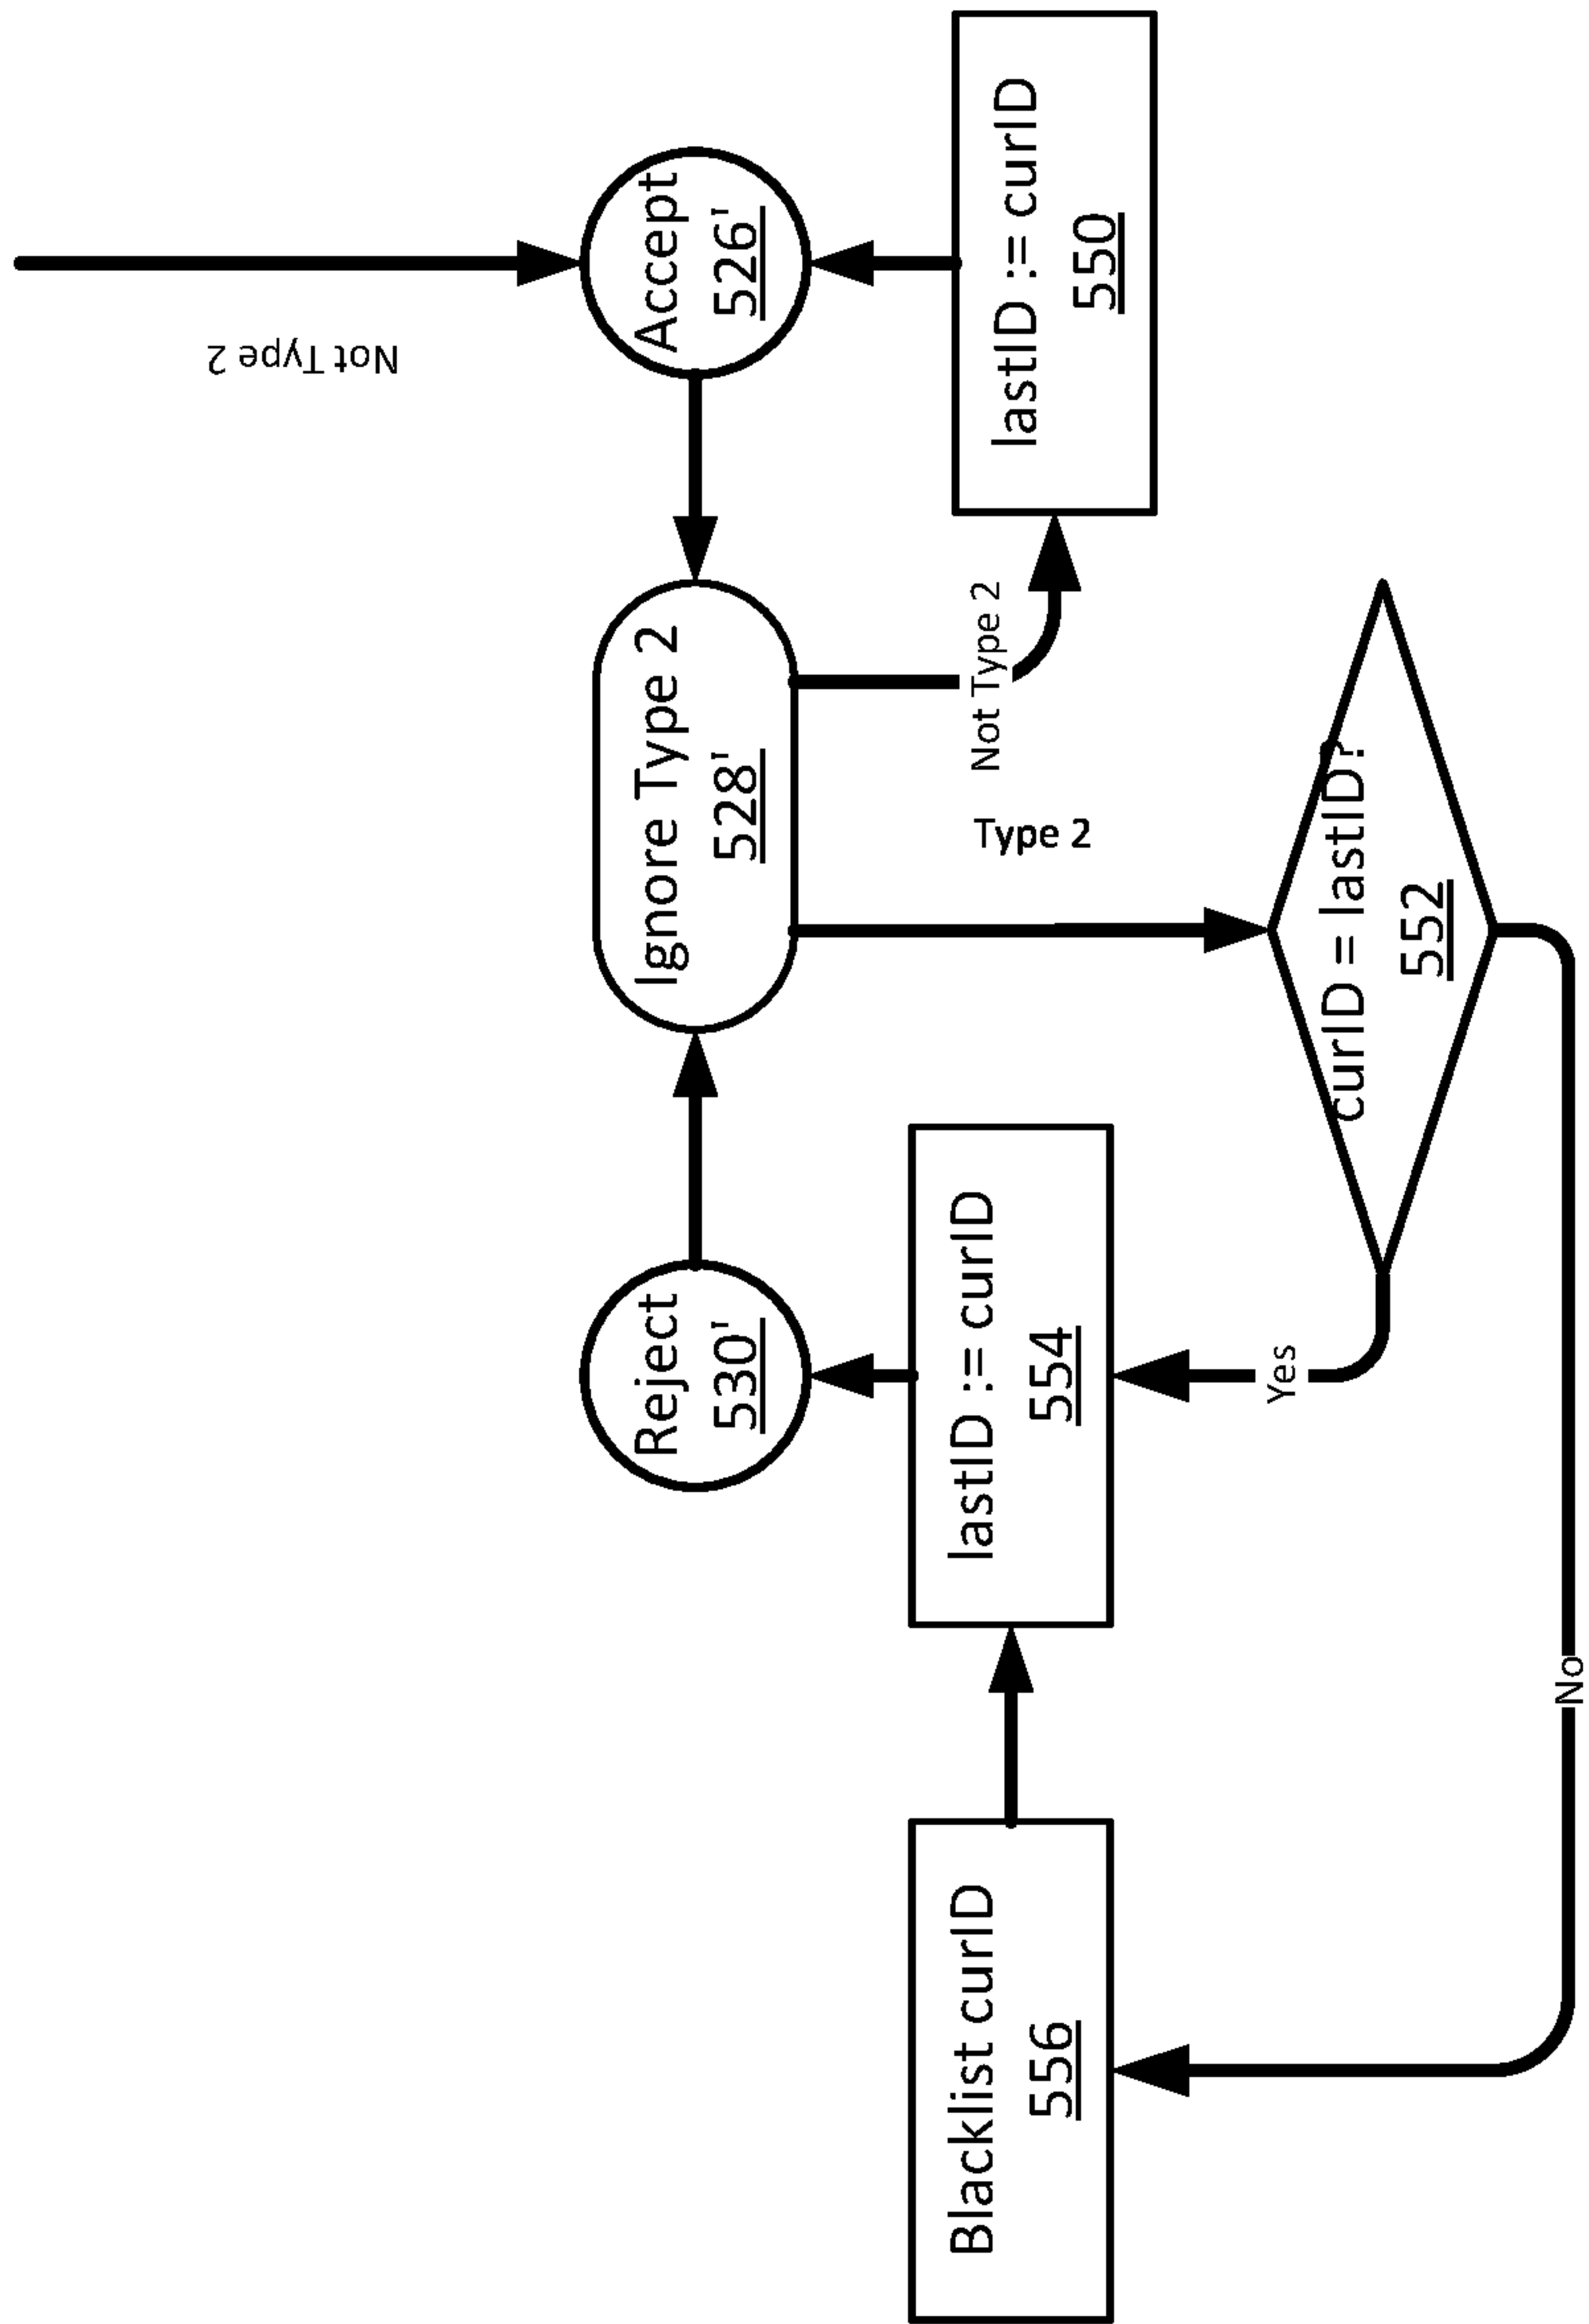 Not Type 2
Accept
526'
lastID := curID
550
Ignore Type 2
528'
Not Type 2
Type 2
curID = lastID?
552
Reject
530'
lastID := curID
554
Yes
Blacklist curID
556
No